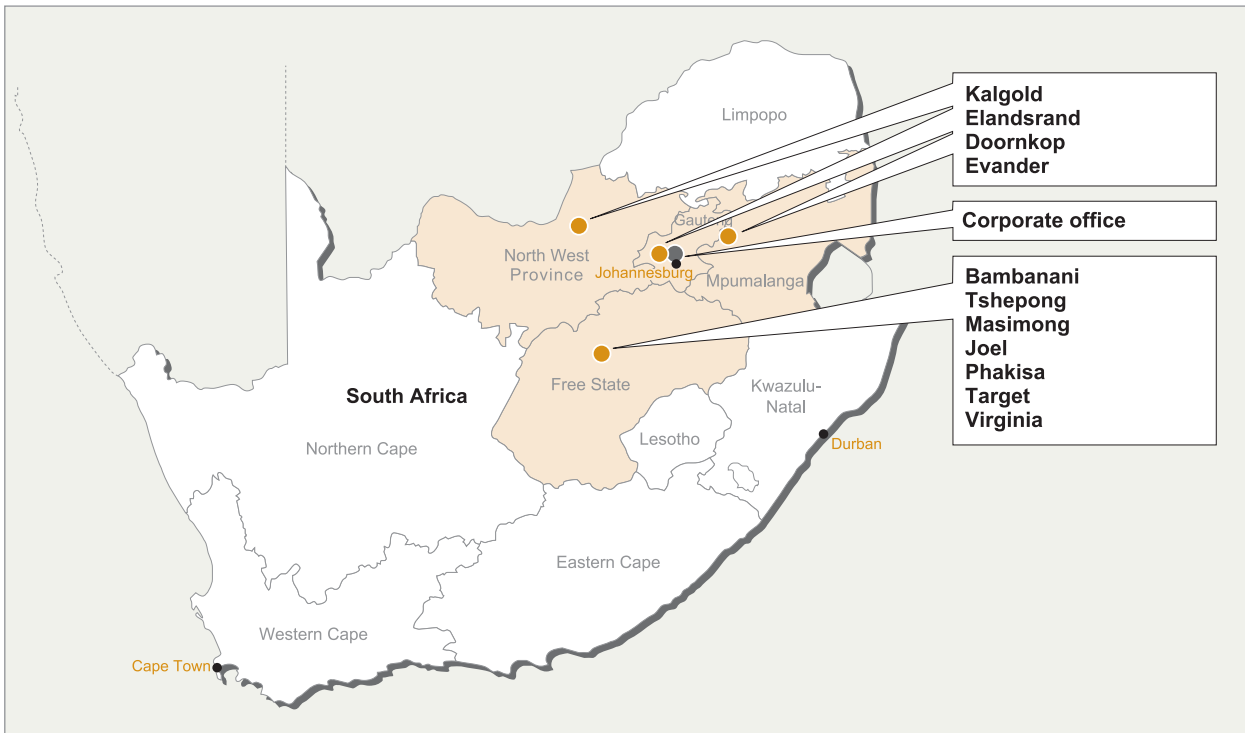 Limpopo
Kalgold
Elandsrand
Doornkop
Evander
Gauteng
Corporate office
North West
Province
Johannesburg
Mpumalanga
Bambanani
Tshepong
Masimong
Joel
Phakisa
Target
Virginia
Free State
Kwazulu-
Natal
South Africa
Northern Cape
Lesotho
Durban
Eastern Cape
Western Cape
Cape Town